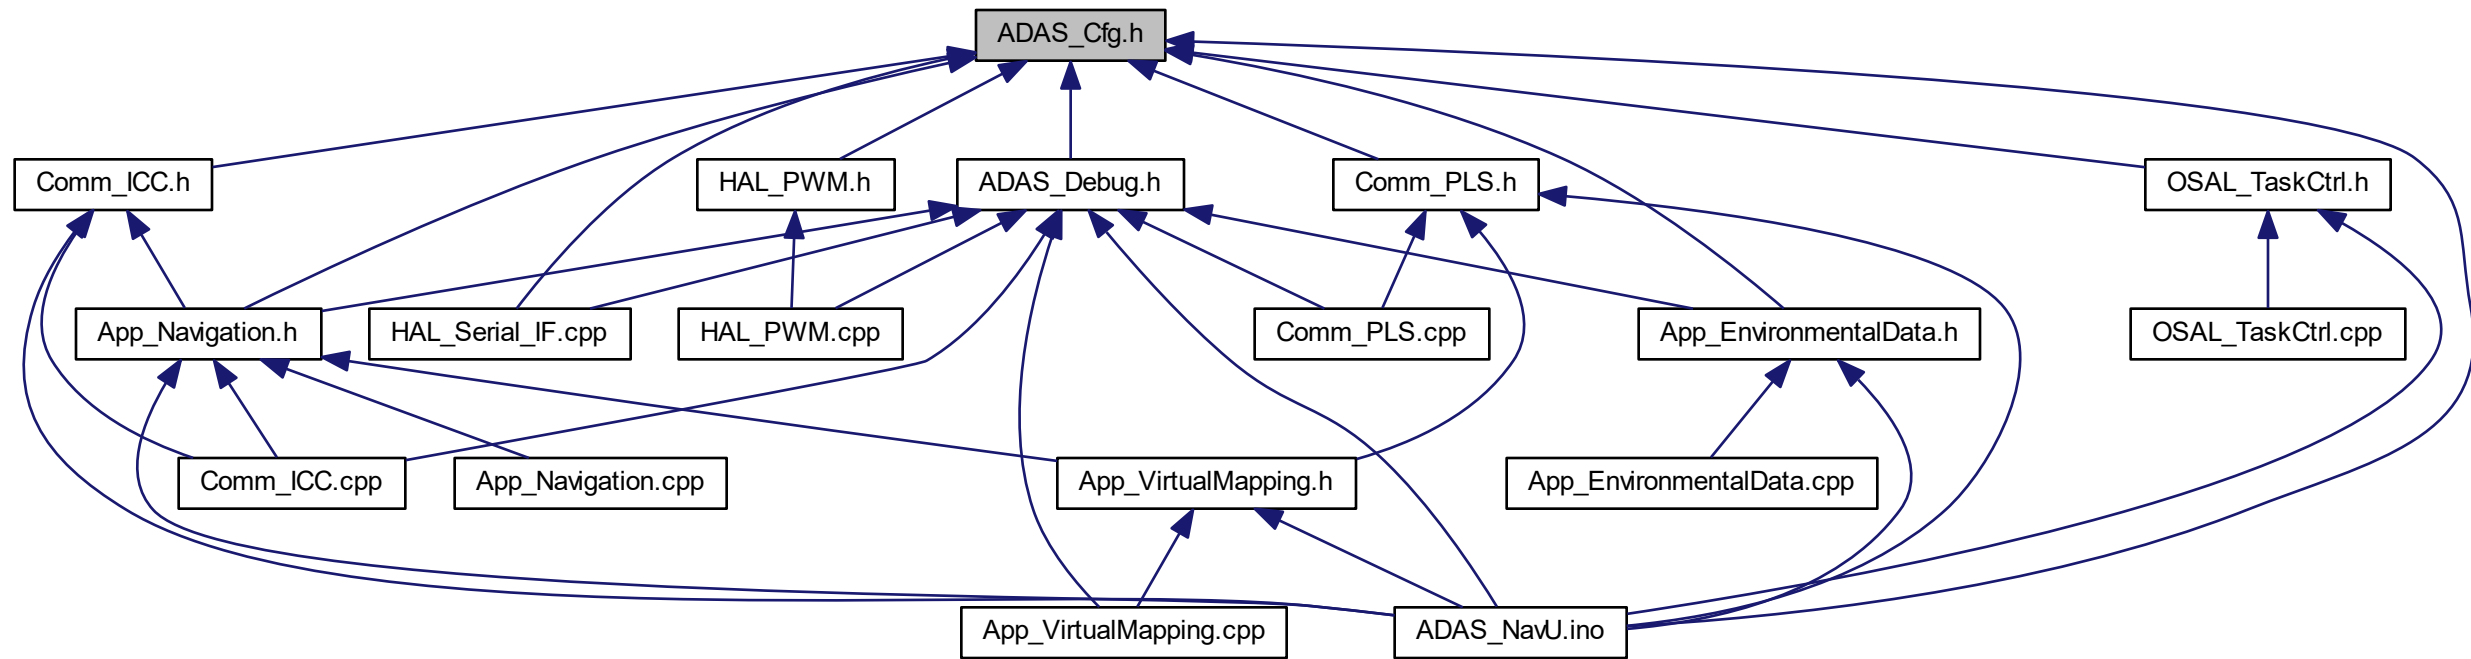 ADAS_Cfg.h
Comm_ICC.h
HAL_PWM.h
ADAS_Debug.h
Comm_PLS.h
OSAL_TaskCtrl.h
App_Navigation.h
HAL_Serial_IF.cpp
HAL_PWM.cpp
Comm_PLS.cpp
App_EnvironmentalData.h
OSAL_TaskCtrl.cpp
Comm_ICC.cpp
App_Navigation.cpp
App_VirtualMapping.h
App_EnvironmentalData.cpp
App_VirtualMapping.cpp
ADAS_NavU.ino